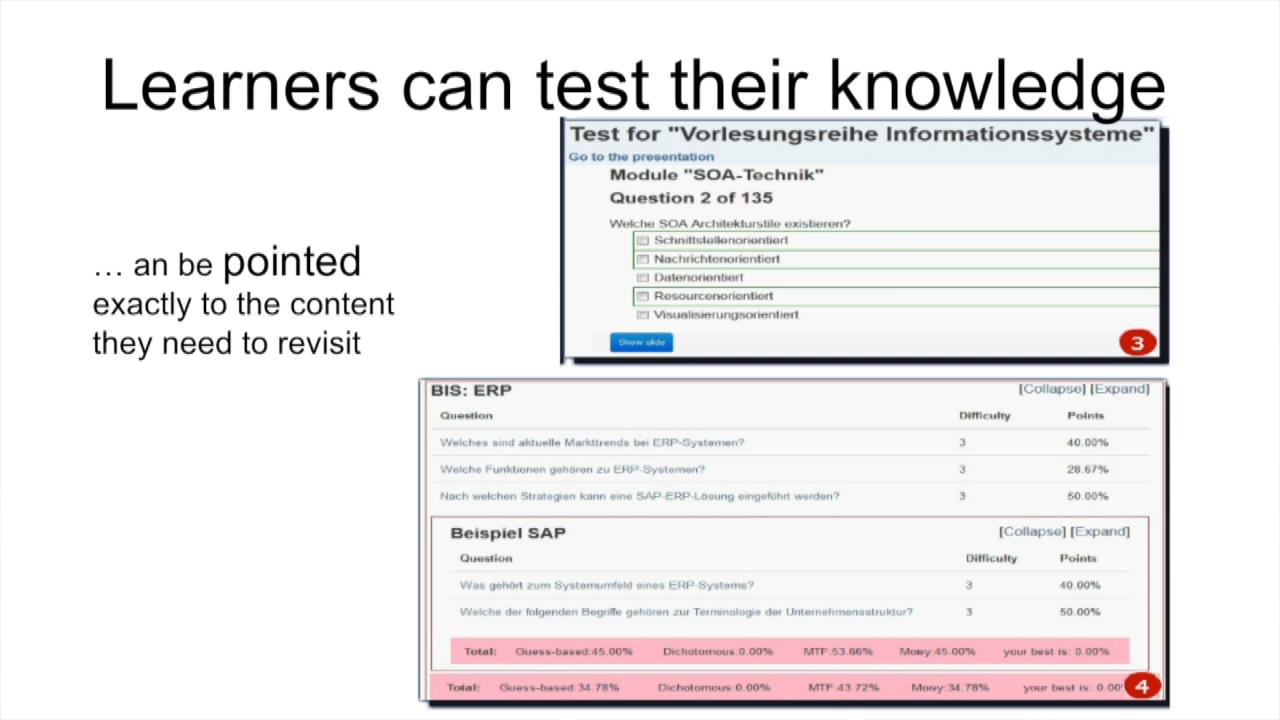 Learners can test their knowledge
Test for "Vorlesungsreihe Informationssysteme"
Go to the presentation
Module "SOA-Technik"
Question 2 of 135
Welche SOA Architekturstile existieren?
Schnittstellenorientiert
Nachrichtenorientiert
Datenorientiert
Resourcenorientiert
Visualisierungsorientiert
Show slide
3
… an be pointed
exactly to the content
they need to revisit
BIS: ERP [Collapse] [Expand]
Question Difficulty Points
Welches sind aktuelle Markttrends bei ERP-Systemen? 3 40.00%
Welche Funktionen gehören zu ERP-Systemen? 3 28.67%
Nach welchen Strategien kann eine SAP-ERP-Lösung eingeführt werden? 3 50.00%
Beispiel SAP [Collapse] [Expand]
Question Difficulty Points
Was gehört zum Systemumfeld eines ERP-Systems? 3 40.00%
Welche der folgenden Begriffe gehören zur Terminologie der Unternehmensstruktur? 3 50.00%
Total: Guess-based:45.00% Dichotomous:0.00% MTF:53.66% Morey:45.00% your best is: 0.00%
Total: Guess-based:34.78% Dichotomous:0.00% MTF:43.72% Morey:34.78% your best is: 0.00
4